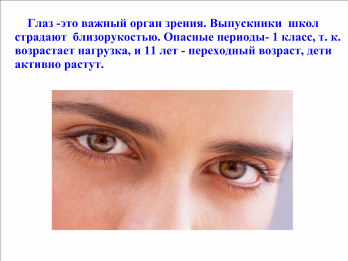 Глаз -это важный орган зрения. Выпускники школ
страдают близорукостью. Опасные периоды- 1 класс, т. к.
возрастает нагрузка, и 11 лет - переходный возраст, дети
активно растут.